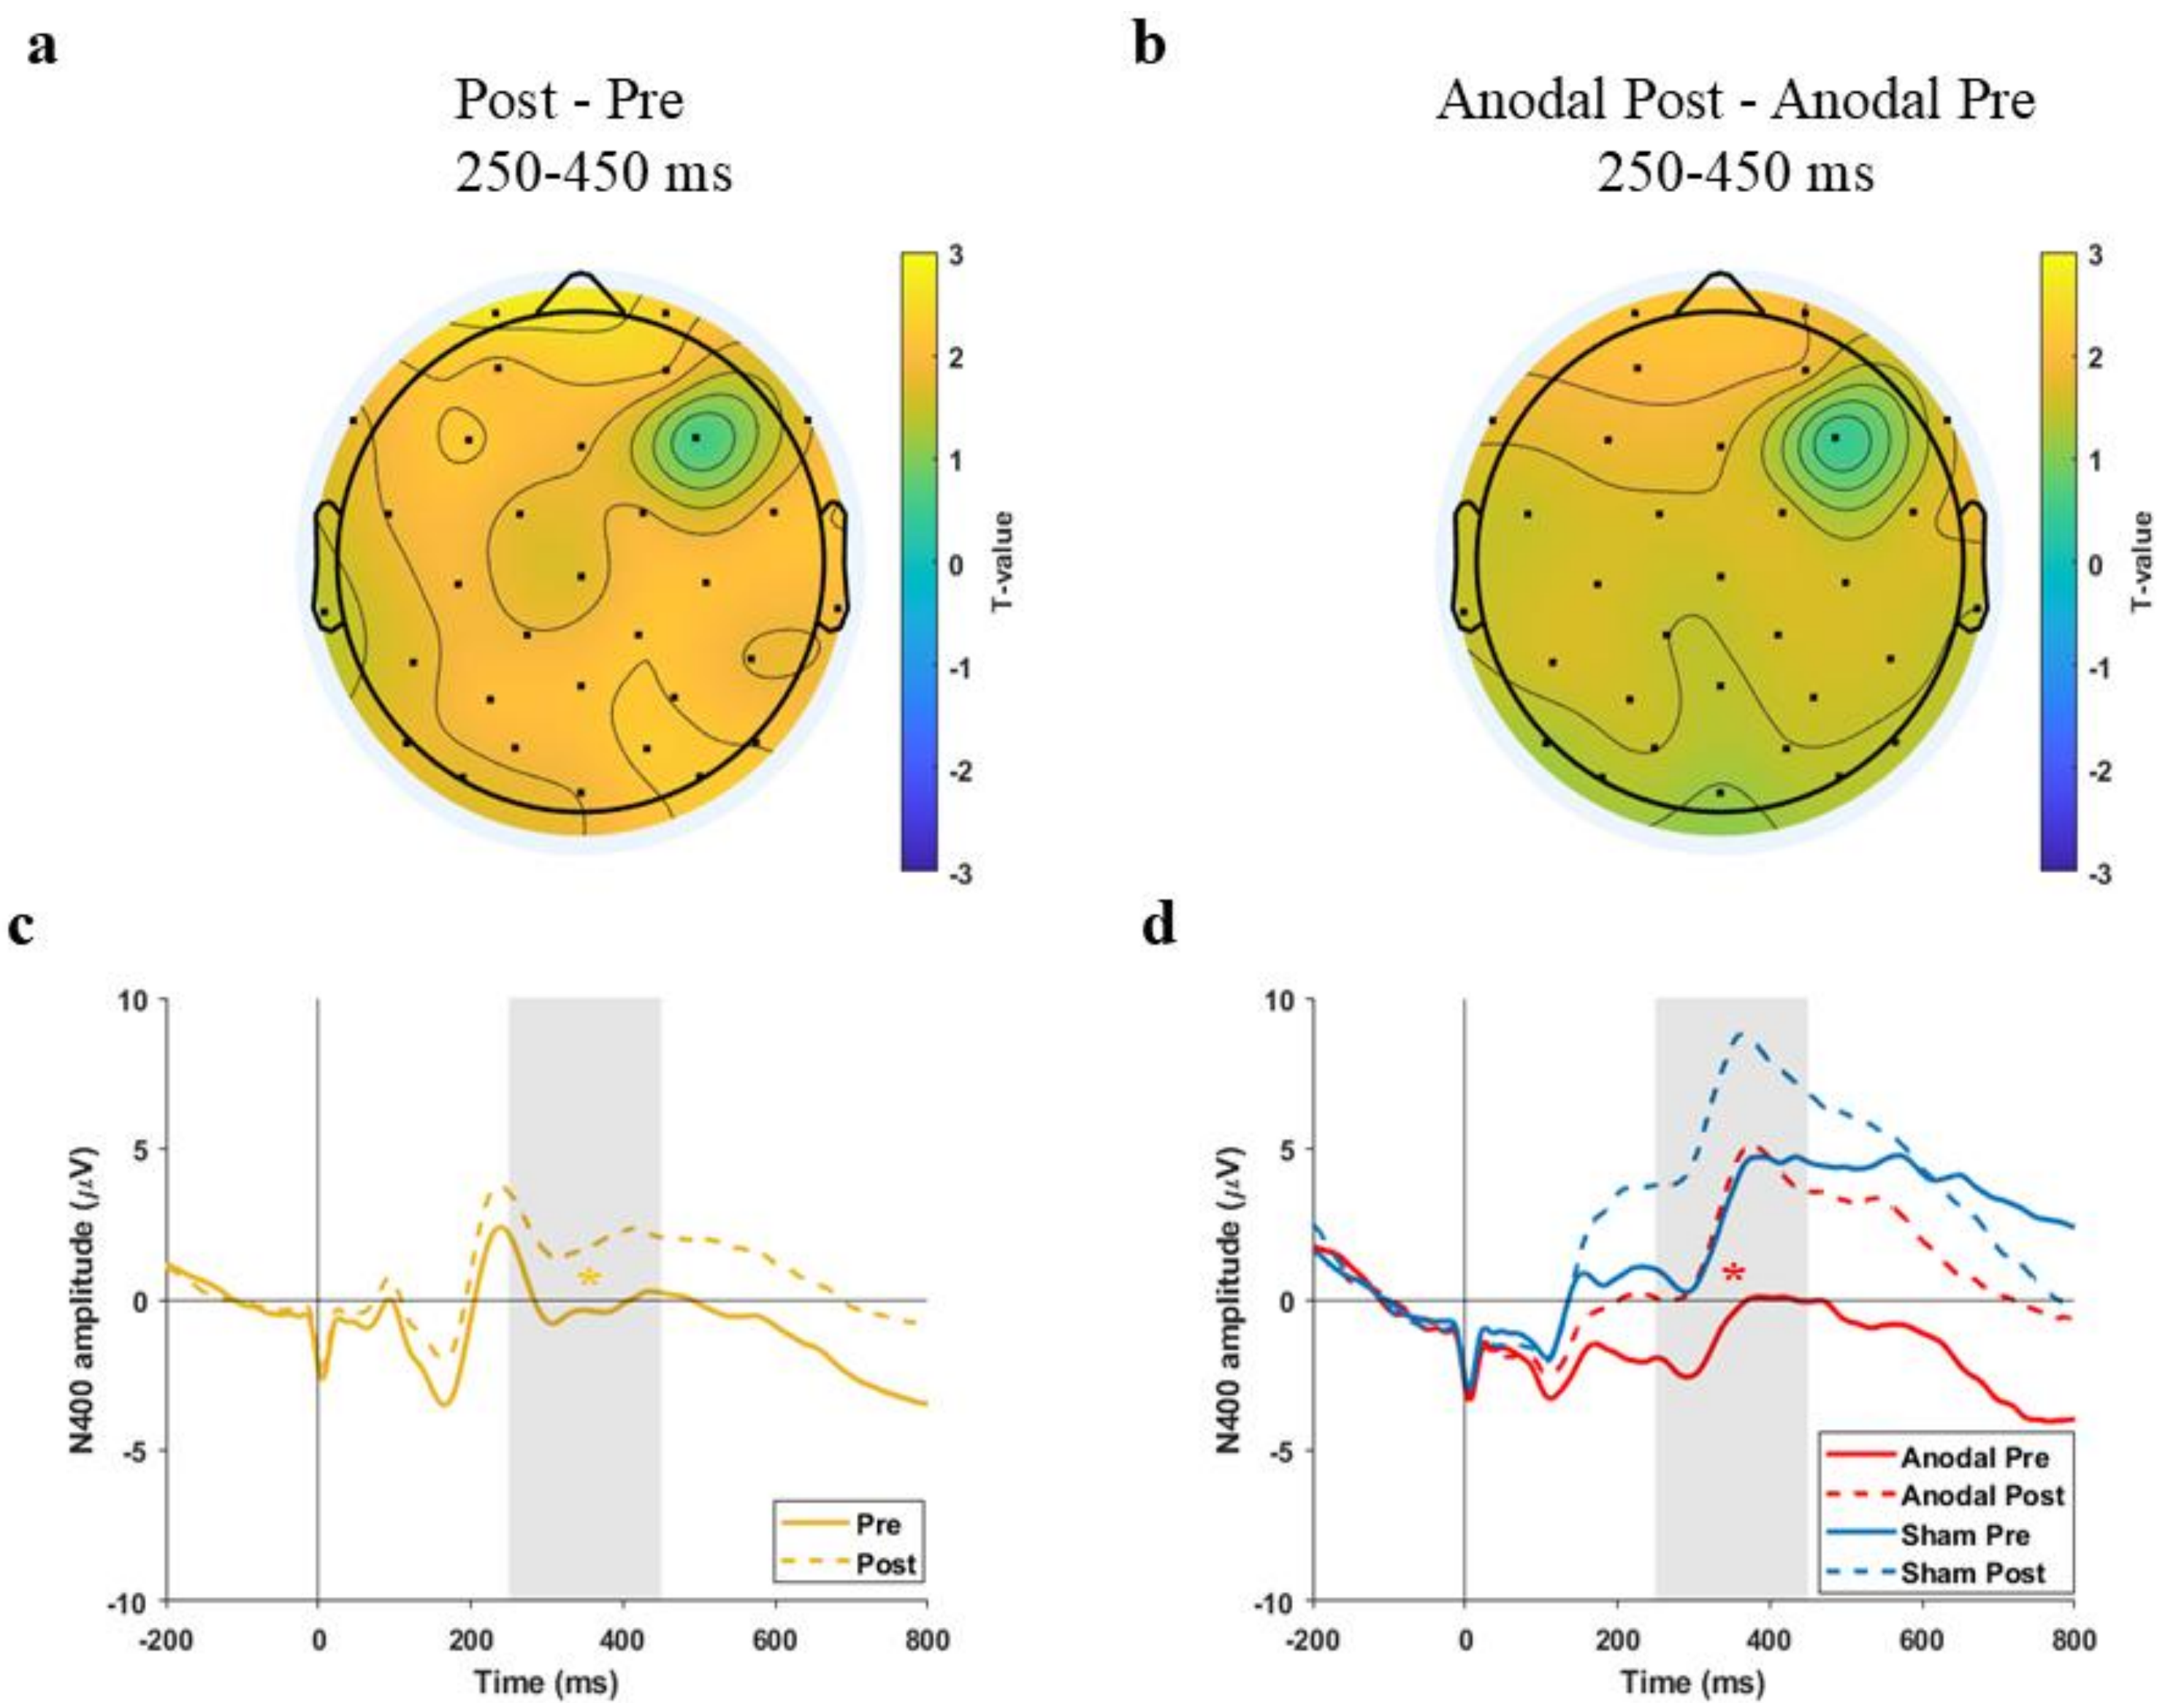 a
Post - Pre
250-450 ms
3
2
1
0
-1
-2
-3
T-value
b
Anodal Post - Anodal Pre
250-450 ms
3
2
1
0
-1
-2
-3
T-value
c
10
5
0
-5
-10
N400 amplitude (μV)
*
Pre
Post
-200
0
200
400
600
800
Time (ms)
d
10
5
0
-5
-10
N400 amplitude (μV)
*
Anodal Pre
Anodal Post
Sham Pre
Sham Post
-200
0
200
400
600
800
Time (ms)